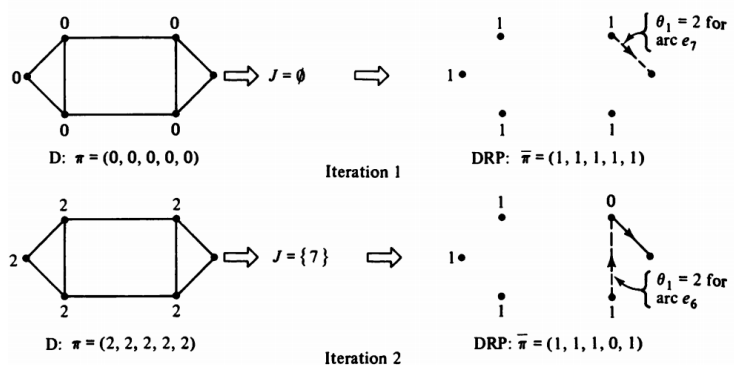 0 0
1 1 θ₁ = 2 for
arc e₇
0 J = ∅ 1
0 0
1 1
D: π = (0, 0, 0, 0, 0) DRP: π̅ = (1, 1, 1, 1, 1)
Iteration 1
2 2
1 0
2 J = {7} 1
θ₁ = 2 for
arc e₆
2 2
1 1
D: π = (2, 2, 2, 2, 2) DRP: π̅ = (1, 1, 1, 0, 1)
Iteration 2